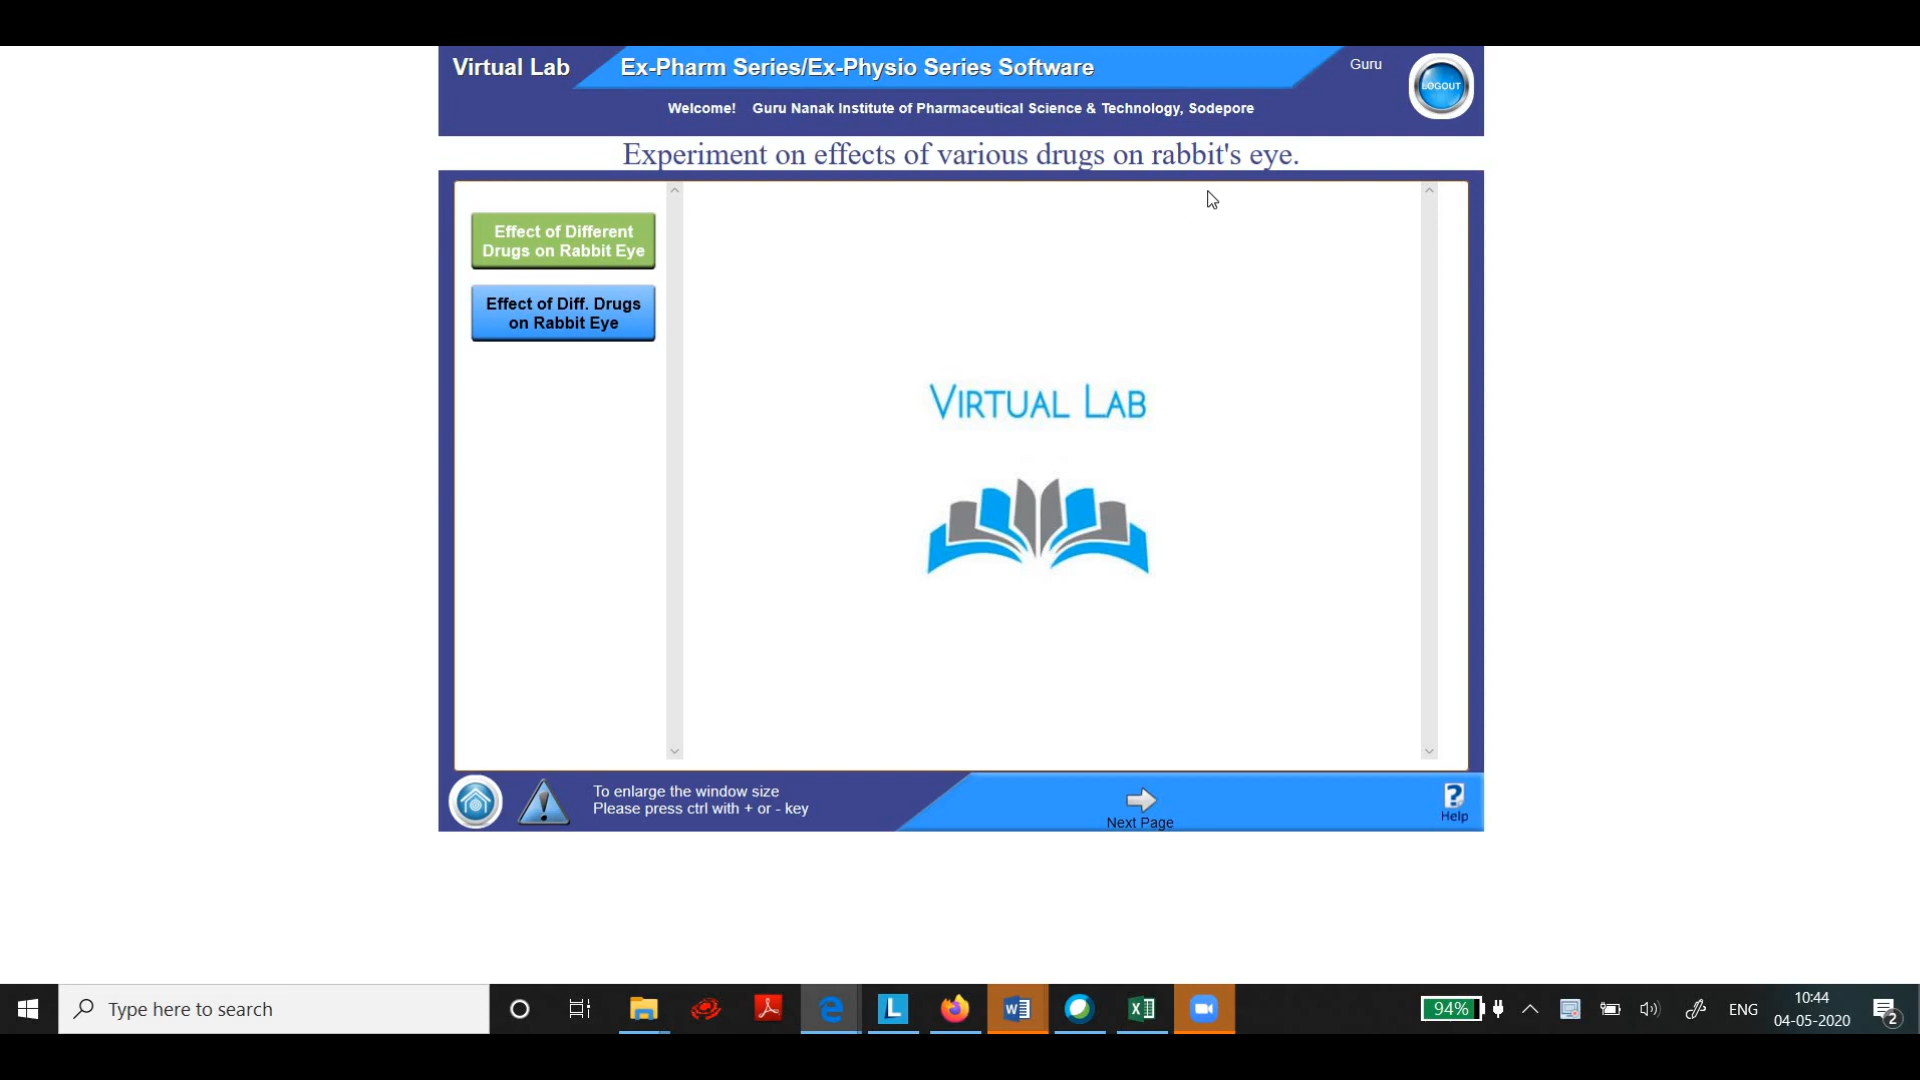 Virtual Lab
Ex-Pharm Series/Ex-Physio Series Software
Guru
LOGOUT
Welcome! Guru Nanak Institute of Pharmaceutical Science & Technology, Sodepore
Experiment on effects of various drugs on rabbit's eye.
Effect of Different
Drugs on Rabbit Eye
Effect of Diff. Drugs
on Rabbit Eye
VIRTUAL LAB
To enlarge the window size
Please press ctrl with + or - key
Next Page
?
Help
Type here to search
94%
ENG
10:44
04-05-2020
2